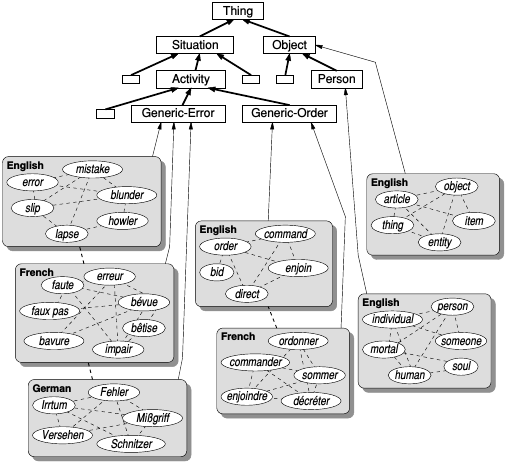 Thing
Situation
Object
Activity
Person
Generic-Error
Generic-Order
English
mistake
error
blunder
slip
howler
lapse
French
erreur
faute
bévue
faux pas
bêtise
bavure
impair
German
Fehler
Irrtum
Mißgriff
Versehen
Schnitzer
English
command
order
enjoin
bid
direct
French
ordonner
commander
sommer
enjoindre
décréter
English
object
article
item
thing
entity
English
person
individual
someone
mortal
soul
human